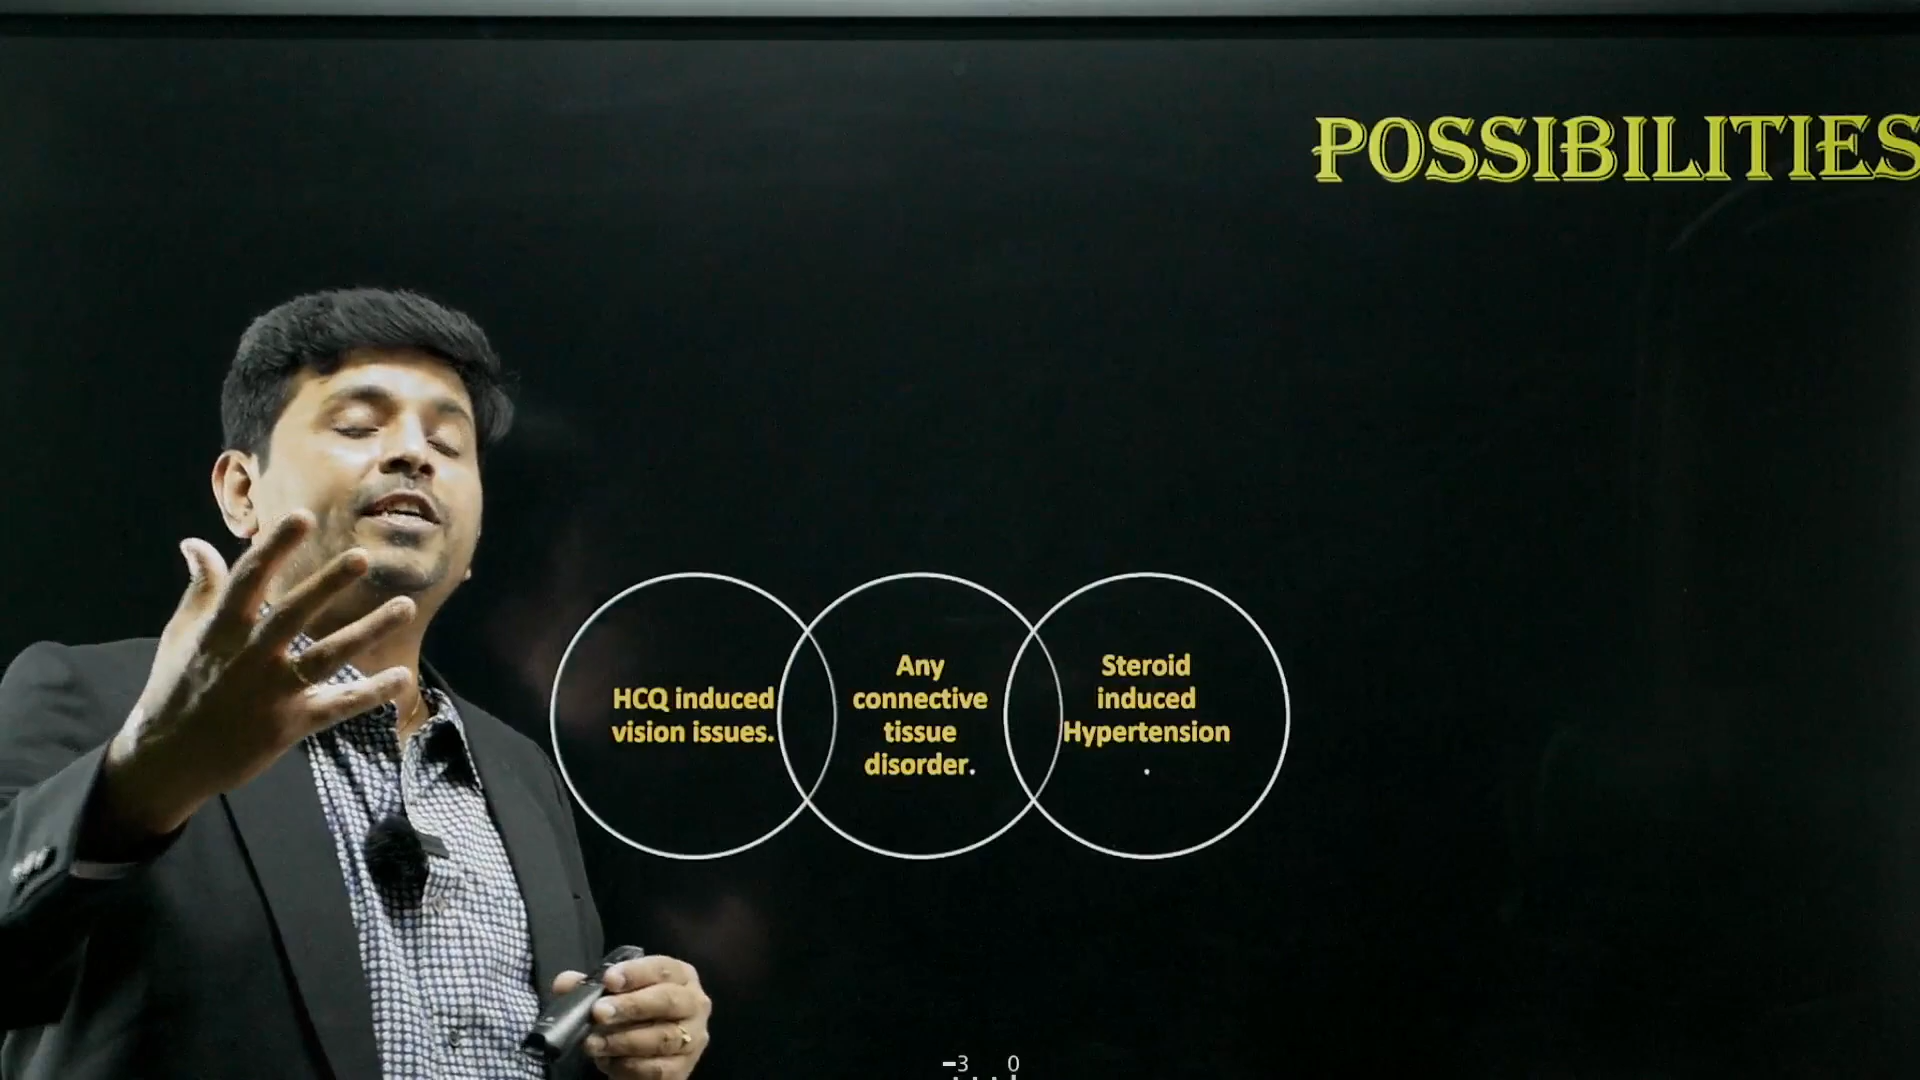 POSSIBILITIES
HCQ induced
vision issues.
Any
connective
tissue
disorder.
Steroid
induced
Hypertension
.
-3 0